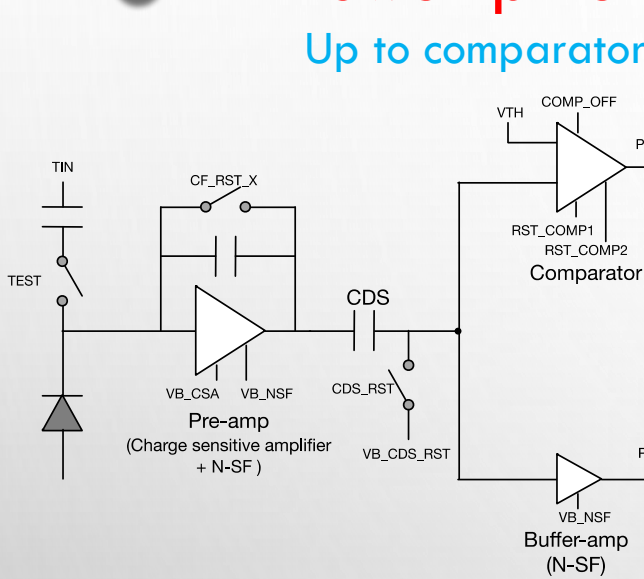 Up to comparator
COMP_OFF
VTH
TIN
CF_RST_X
RST_COMP1
RST_COMP2
Comparator
TEST
CDS
CDS_RST
VB_CSA
VB_NSF
Pre-amp
(Charge sensitive amplifier
+ N-SF )
VB_CDS_RST
VB_NSF
Buffer-amp
(N-SF)